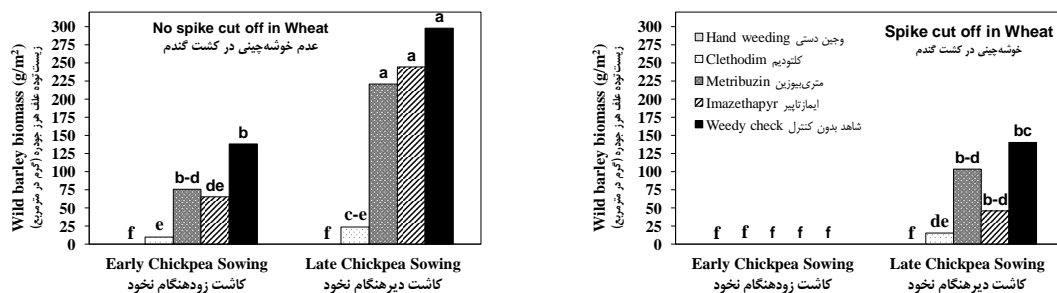 Wild barley biomass (g/m²)
زیست‌توده علف هرز جودره (گرم در مترمربع)
300
275
250
225
200
175
150
125
100
75
50
25
0
No spike cut off in Wheat
عدم خوشه‌چینی در کشت گندم
f
e
b-d
de
b
f
c-e
a
a
a
Early Chickpea Sowing
کاشت زودهنگام نخود
Late Chickpea Sowing
کاشت دیرهنگام نخود
Wild barley biomass (g/m²)
زیست‌توده علف هرز جودره (گرم در مترمربع)
300
275
250
225
200
175
150
125
100
75
50
25
0
Hand weeding وجین دستی
Clethodim کلتودیم
Metribuzin متری‌بیوزین
Imazethapyr ایمازتاپیر
Weedy check شاهد بدون کنترل
Spike cut off in Wheat
خوشه‌چینی در کشت گندم
f
f
f
f
f
f
de
b-d
b-d
bc
Early Chickpea Sowing
کاشت زودهنگام نخود
Late Chickpea Sowing
کاشت دیرهنگام نخود